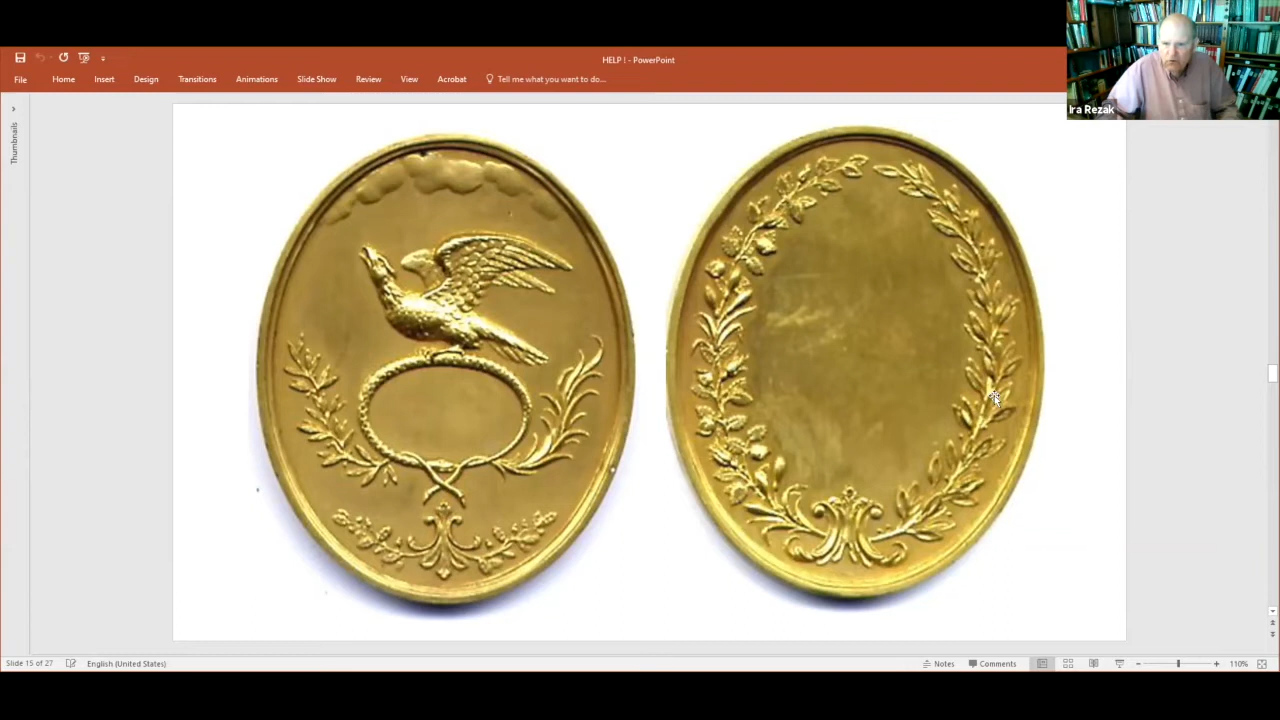 HELP ! - PowerPoint
File Home Insert Design Transitions Animations Slide Show Review View Acrobat Tell me what you want to do...
Ira Rezak
Thumbnails
Slide 15 of 27 English (United States) Notes Comments 110%